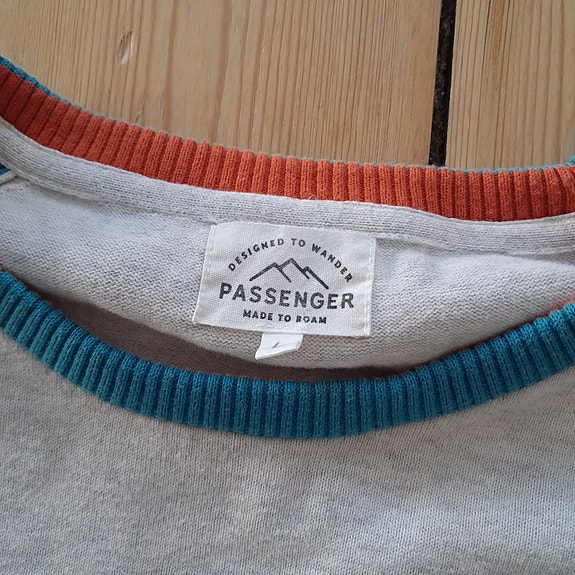 DESIGNED TO WANDER
PASSENGER
MADE TO ROAM